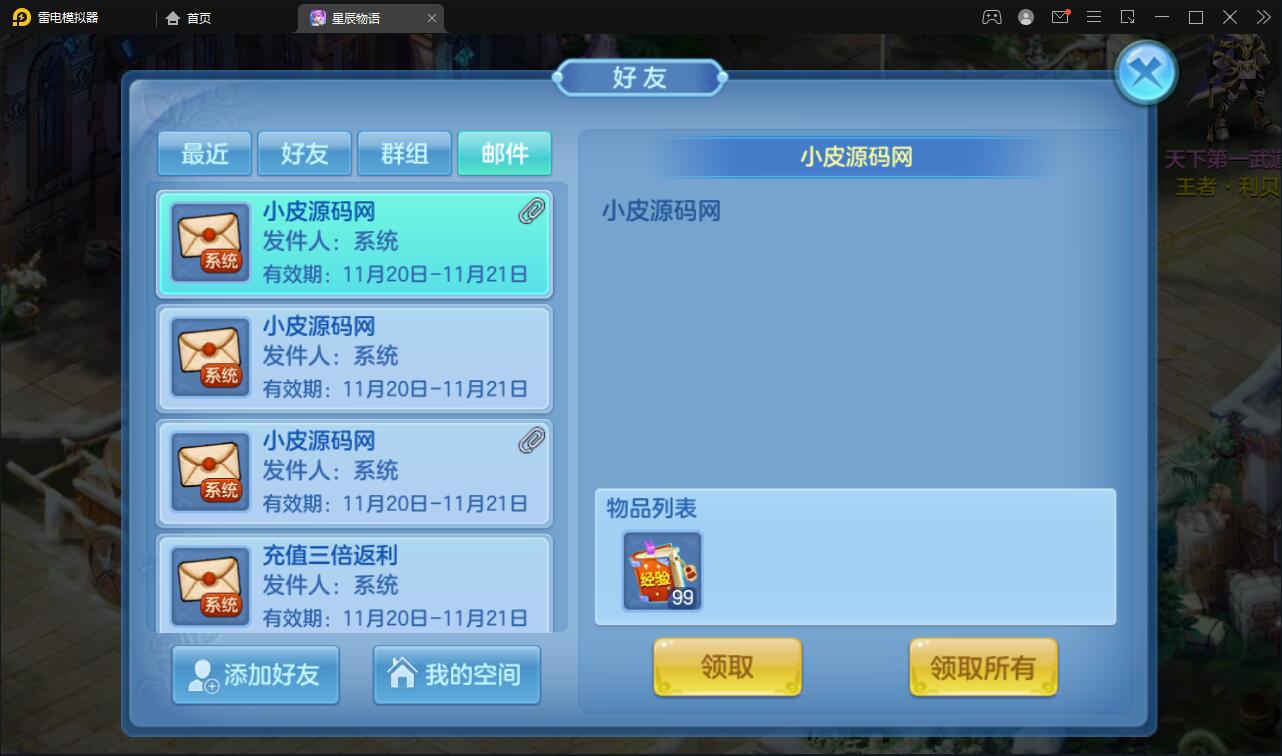 雷电模拟器
首页
星辰物语
好友
最近
好友
群组
邮件
小皮源码网
发件人：系统
有效期：11月20日-11月21日
系统
小皮源码网
发件人：系统
有效期：11月20日-11月21日
系统
小皮源码网
发件人：系统
有效期：11月20日-11月21日
系统
充值三倍返利
发件人：系统
有效期：11月20日-11月21日
系统
添加好友
我的空间
小皮源码网
小皮源码网
物品列表
经验
99
领取
领取所有
天下第一武
王者·利贝